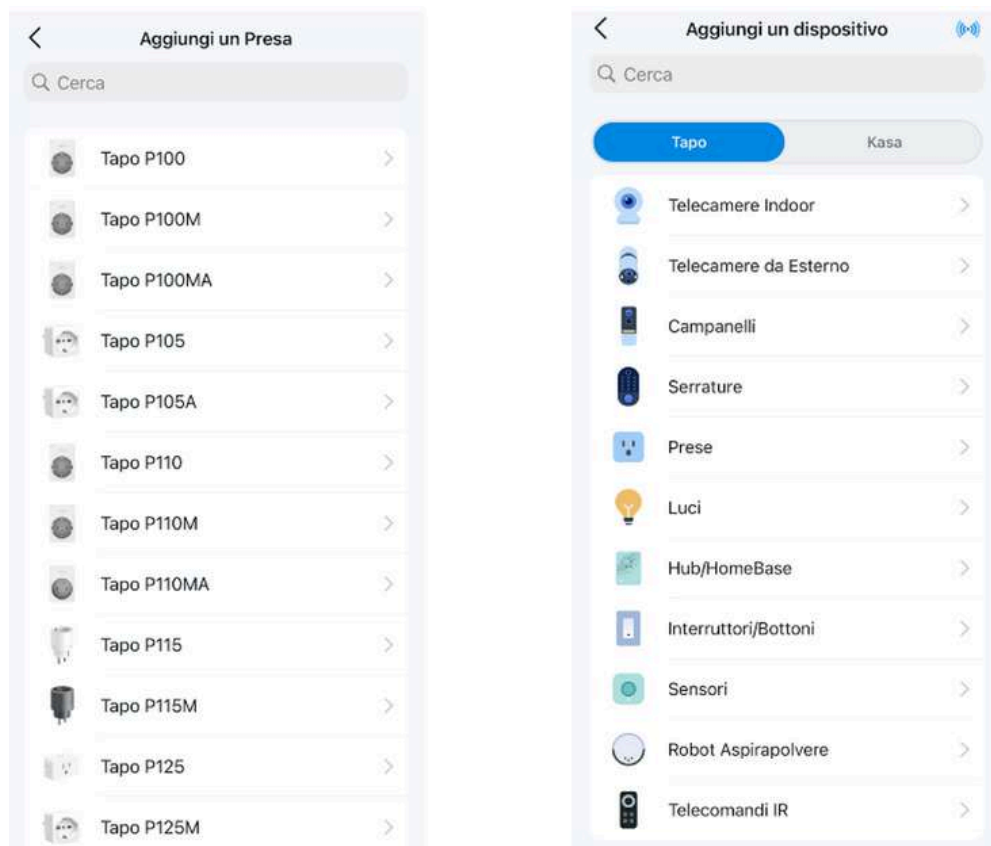 Aggiungi un Presa
Cerca
Tapo P100
Tapo P100M
Tapo P100MA
Tapo P105
Tapo P105A
Tapo P110
Tapo P110M
Tapo P110MA
Tapo P115
Tapo P115M
Tapo P125
Tapo P125M
Aggiungi un dispositivo
Cerca
Tapo Kasa
Telecamere Indoor
Telecamere da Esterno
Campanelli
Serrature
Prese
Luci
Hub/HomeBase
Interruttori/Bottoni
Sensori
Robot Aspirapolvere
Telecomandi IR